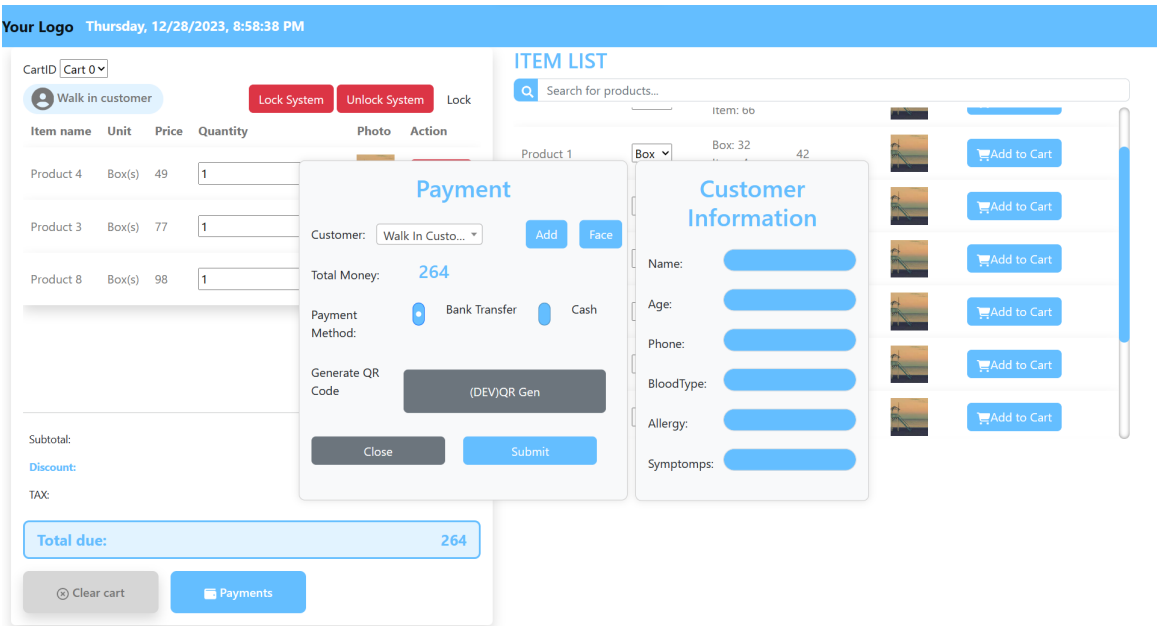 Your Logo Thursday, 12/28/2023, 8:58:38 PM
CartID Cart 0
Walk in customer
Lock System Unlock System Lock
Item name Unit Price Quantity Photo Action
Product 4 Box(s) 49 1
Product 3 Box(s) 77 1
Product 8 Box(s) 98 1
Subtotal:
Discount:
TAX:
Total due: 264
Clear cart Payments
Payment
Customer: Walk In Custo... Add Face
Total Money: 264
Payment
Method:
Bank Transfer Cash
Generate QR
Code
(DEV)QR Gen
Close Submit
Customer
Information
Name:
Age:
Phone:
BloodType:
Allergy:
Symptomps:
ITEM LIST
Search for products...
Item: 66
Product 1 Box Box: 32 42 Add to Cart
Add to Cart
Add to Cart
Add to Cart
Add to Cart
Add to Cart